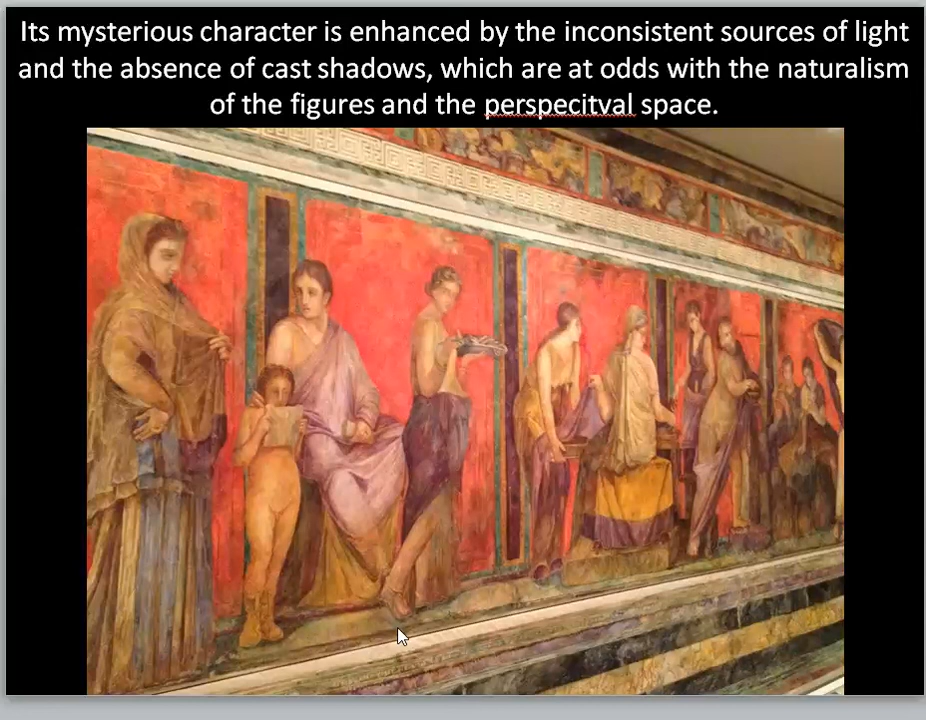 Its mysterious character is enhanced by the inconsistent sources of light
and the absence of cast shadows, which are at odds with the naturalism
of the figures and the perspecitval space.